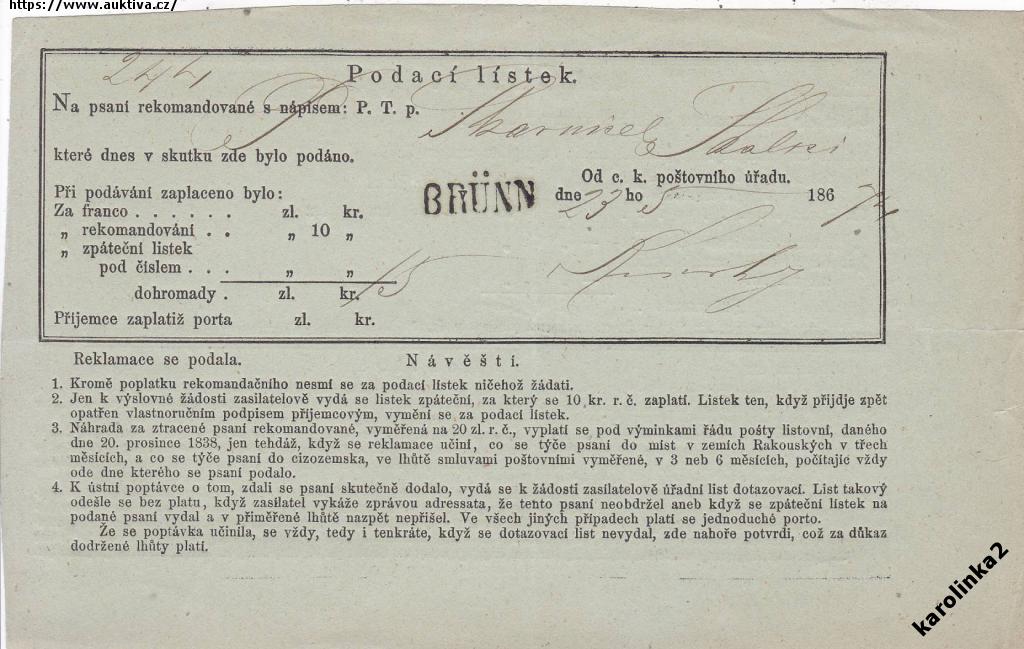 https://www.auktiva.cz/
244 Podací lístek.
Na psaní rekomandované s nápisem: P. T. p.
které dnes v skutku zde bylo podáno.
Od c. k. poštovního úřadu.
BRÜNN
dne 23 ho 5 186 74
Při podávání zaplaceno bylo:
Za franco . . . . . . zl. kr.
„ rekomandování . . „ 10 „
„ zpáteční lístek
pod číslem . . . „ „
dohromady . zl. kr. 15
Příjemce zaplatiž porta zl. kr.
Reklamace se podala. Návěští.
1. Kromě poplatku rekomandačního nesmí se za podací lístek ničehož žádati.
2. Jen k výslovné žádosti zasilatelově vydá se lístek zpáteční, za který se 10 kr. r. č. zaplatí. Lístek ten, když přijde zpět
opatřen vlastnoručním podpisem příjemcovým, vymění se za podací lístek.
3. Náhrada za ztracené psaní rekomandované, vyměřená na 20 zl. r. č., vyplatí se pod výminkami řádu pošty listovní, daného
dne 20. prosince 1838, jen tehdáž, když se reklamace učiní, co se týče psaní do míst v zemích Rakouských v třech
měsících, a co se týče psaní do cizozemska, ve lhůtě smluvami poštovními vyměřené, v 3 neb 6 měsících, počítajíc vždy
ode dne kterého se psaní podalo.
4. K ústní poptávce o tom, zdali se psaní skutečně dodalo, vydá se k žádosti zasilatelově úřadní list dotazovací. List takový
odešle se bez platu, když zasilatel vykáže zprávou adressata, že tento psaní neobdržel aneb když se zpáteční lístek na
podané psaní vydal a v přiměřené lhůtě nazpět nepřišel. Ve všech jiných případech platí se jednoduché porto.
Že se poptávka učinila, se vždy, tedy i tenkráte, když se dotazovací list nevydal, zde nahoře potvrdí, což za důkaz
dodržené lhůty platí.
karolinka2